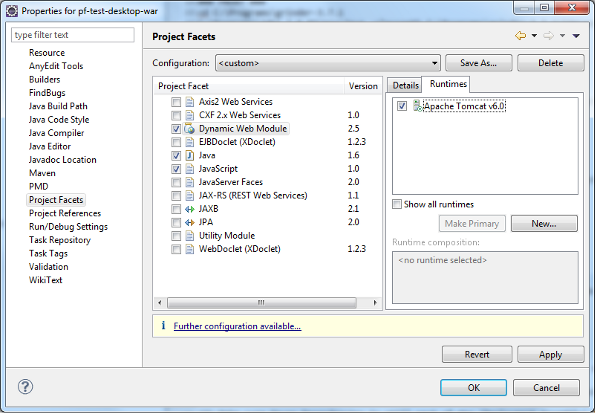 Properties for pf-test-desktop-war
type filter text
Resource
AnyEdit Tools
Builders
FindBugs
Java Build Path
Java Code Style
Java Compiler
Java Editor
Javadoc Location
Maven
PMD
Project Facets
Project References
Run/Debug Settings
Task Repository
Task Tags
Validation
WikiText
Project Facets
Configuration: <custom> Save As... Delete
Project Facet Version
Axis2 Web Services
CXF 2.x Web Services 1.0
Dynamic Web Module 2.5
EJBDoclet (XDoclet) 1.2.3
Java 1.6
JavaScript 1.0
JavaServer Faces 2.0
JAX-RS (REST Web Services) 1.1
JAXB 2.1
JPA 2.0
Utility Module
WebDoclet (XDoclet) 1.2.3
Details Runtimes
Apache Tomcat v6.0
Show all runtimes
Make Primary New...
Runtime composition:
<no runtime selected>
Further configuration available...
Revert Apply
OK Cancel